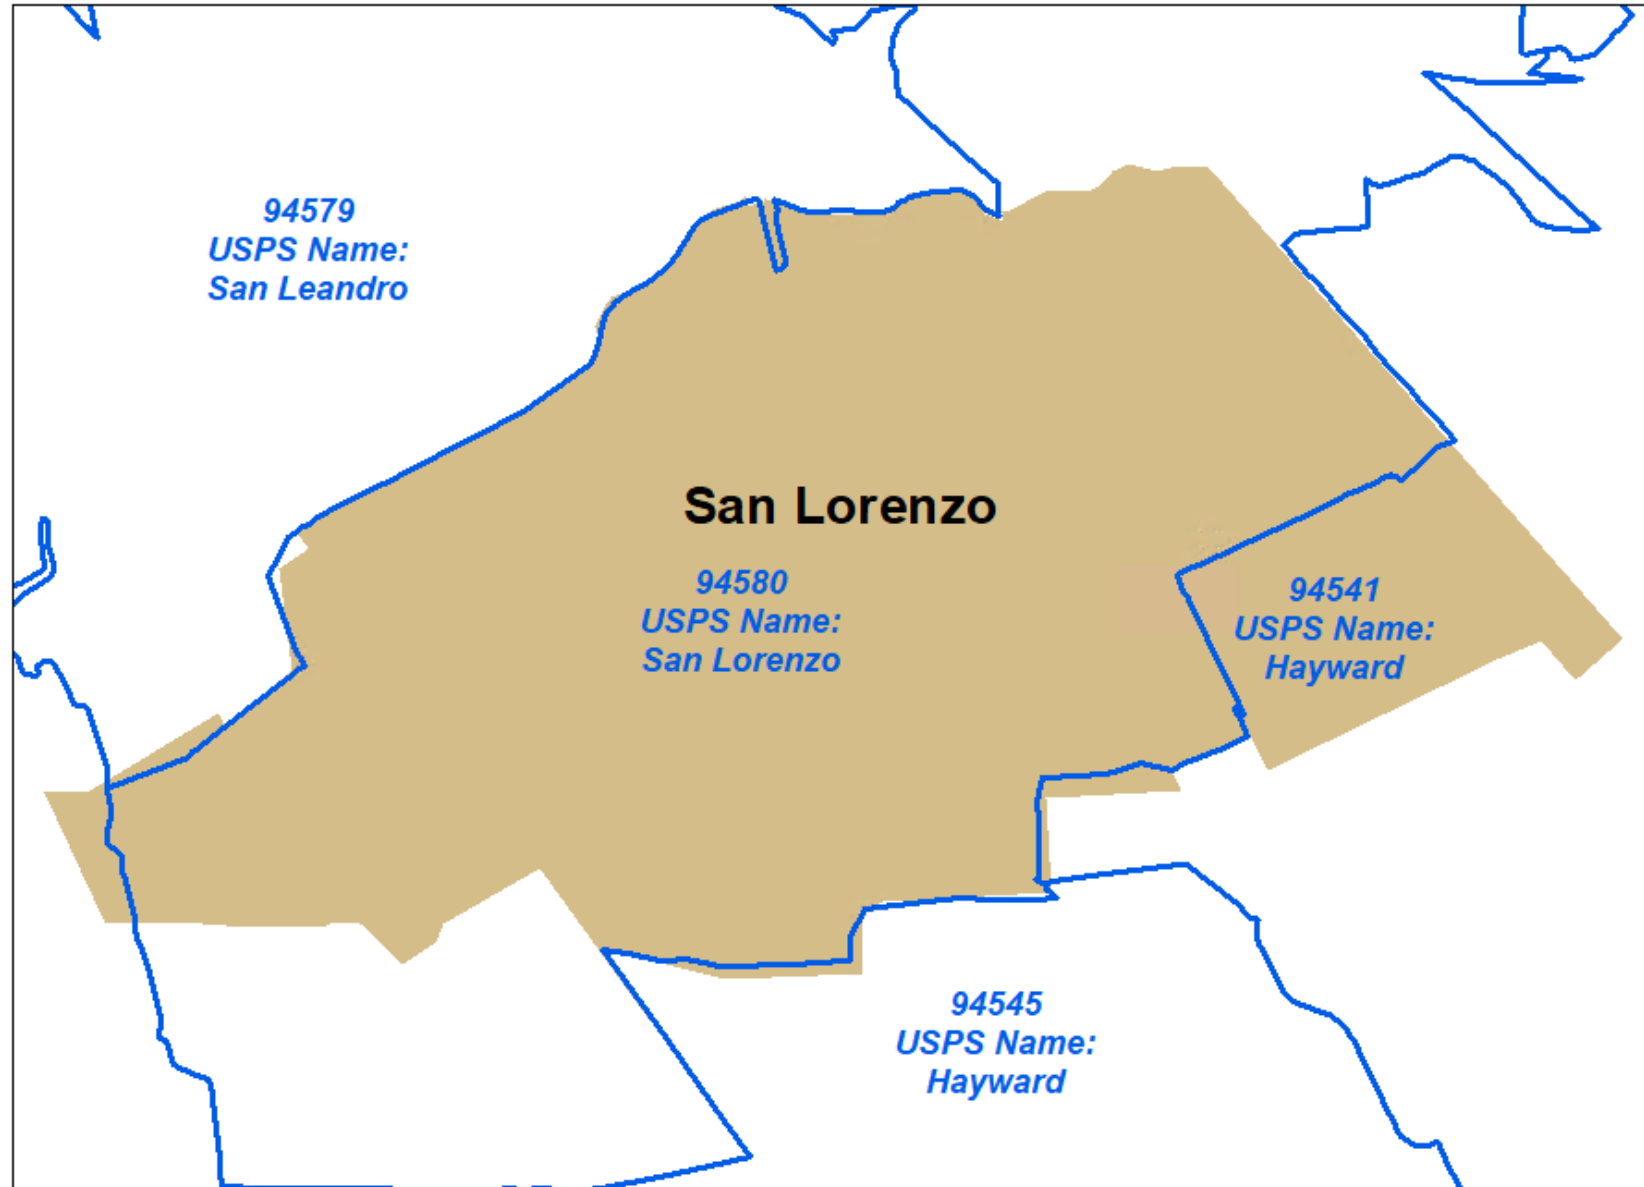 94579
USPS Name:
San Leandro
San Lorenzo
94580
USPS Name:
San Lorenzo
94541
USPS Name:
Hayward
94545
USPS Name:
Hayward